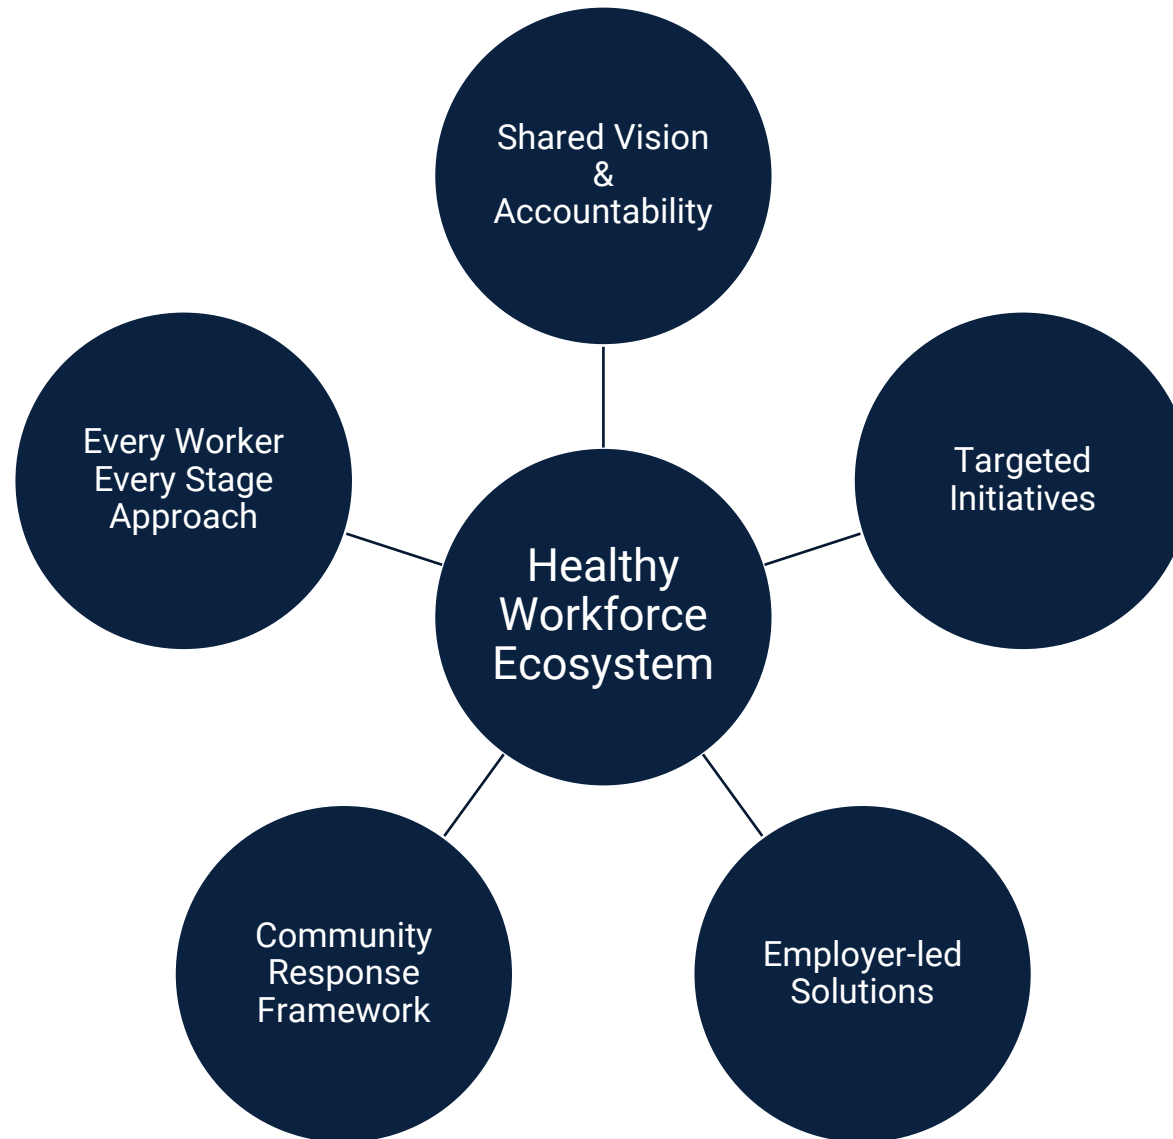 Shared Vision
&
Accountability
Every Worker
Every Stage
Approach
Targeted
Initiatives
Healthy
Workforce
Ecosystem
Community
Response
Framework
Employer-led
Solutions